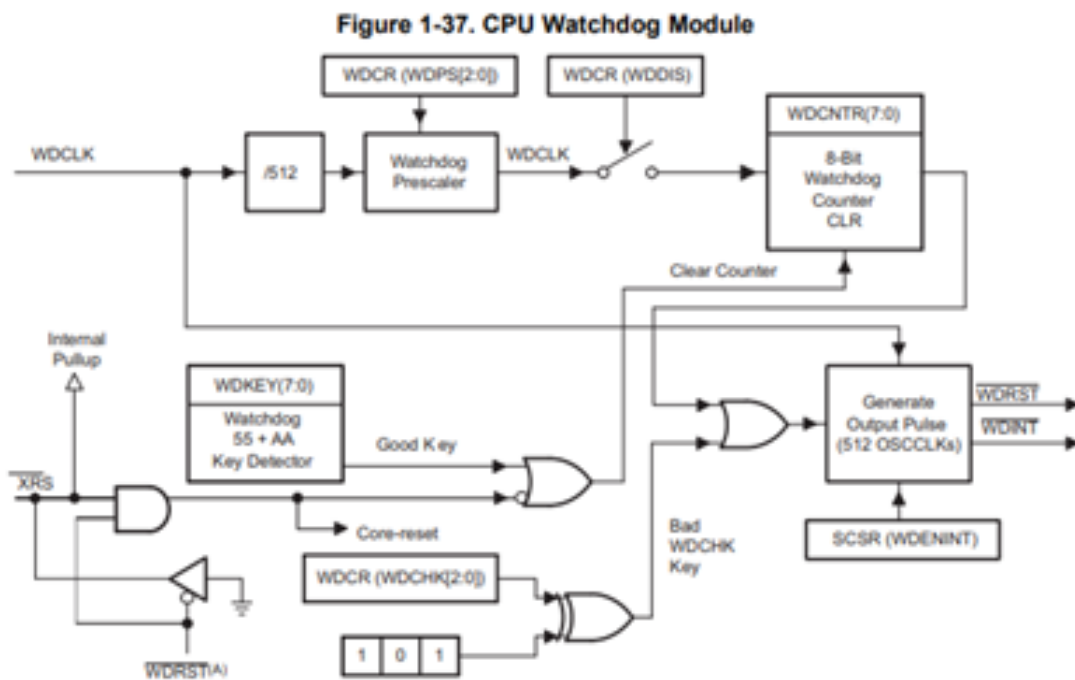 Figure 1-37. CPU Watchdog Module
WDCR (WDPS[2:0])
WDCR (WDDIS)
WDCNTR(7:0)
WDCLK
/512
Watchdog
Prescaler
WDCLK
8-Bit
Watchdog
Counter
CLR
Clear Counter
Internal
Pullup
WDKEY(7:0)
Watchdog
55 + AA
Key Detector
Good Key
Generate
Output Pulse
(512 OSCCLKs)
WDRST
WDINT
XRS
Core-reset
Bad
WDCHK
Key
SCSR (WDENINT)
WDCR (WDCHK[2:0])
1 0 1
WDRST(A)